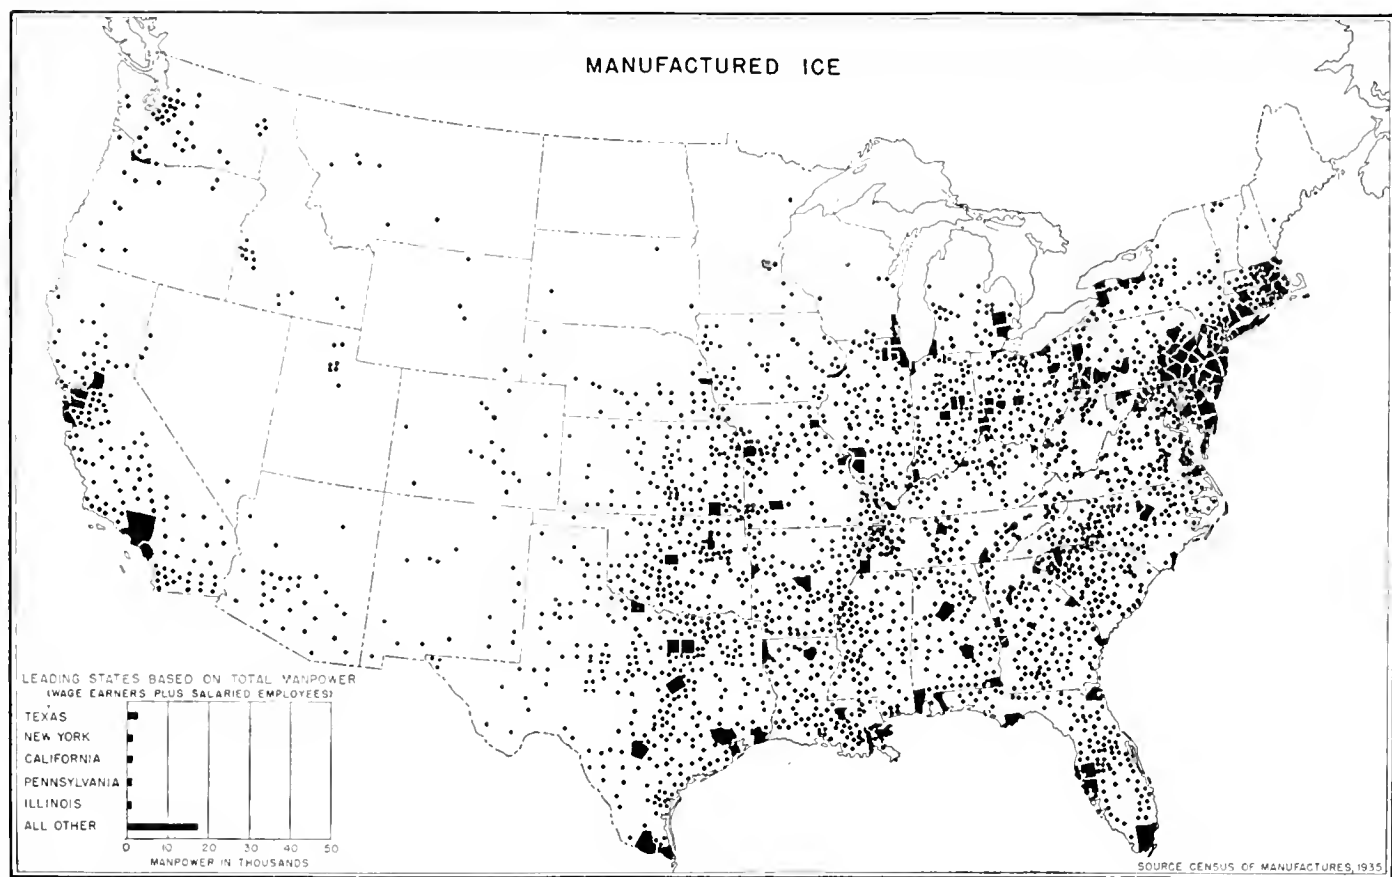 MANUFACTURED ICE
LEADING STATES BASED ON TOTAL MANPOWER
(WAGE EARNERS PLUS SALARIED EMPLOYEES)
TEXAS
NEW YORK
CALIFORNIA
PENNSYLVANIA
ILLINOIS
ALL OTHER
0 10 20 30 40 50
MANPOWER IN THOUSANDS
SOURCE CENSUS OF MANUFACTURES, 1935